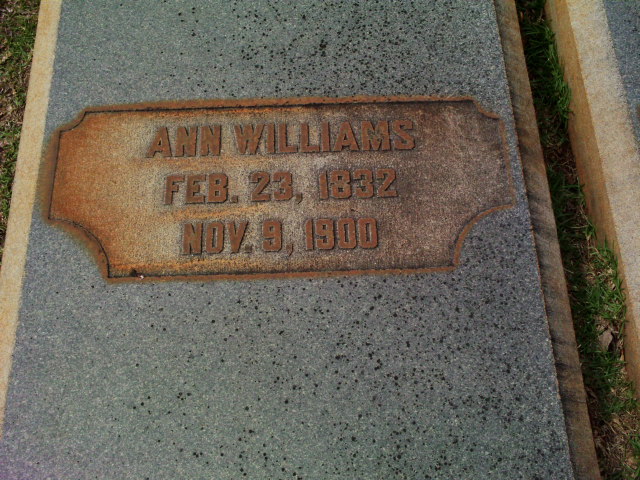 ANN WILLIAMS
FEB. 23, 1832
NOV. 9, 1900